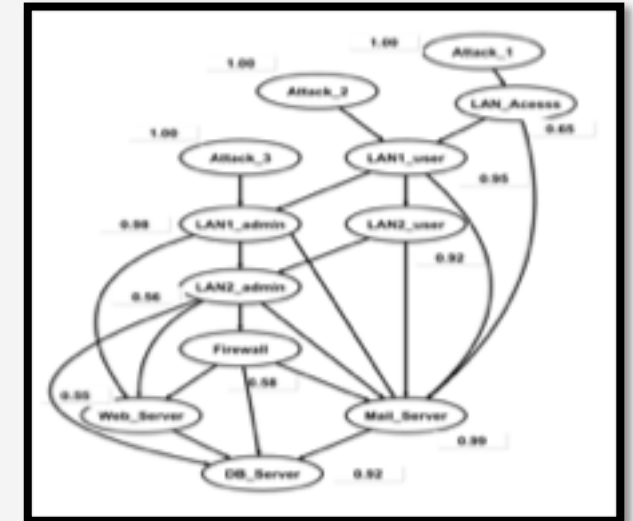 1.00
Attack_1
1.00
Attack_2
LAN_Acesss
0.65
1.00
Attack_3
LAN1_user
0.95
0.98
LAN1_admin
LAN2_user
0.92
LAN2_admin
0.56
Firewall
0.58
0.55
Web_Server
Mail_Server
0.99
DB_Server
0.92